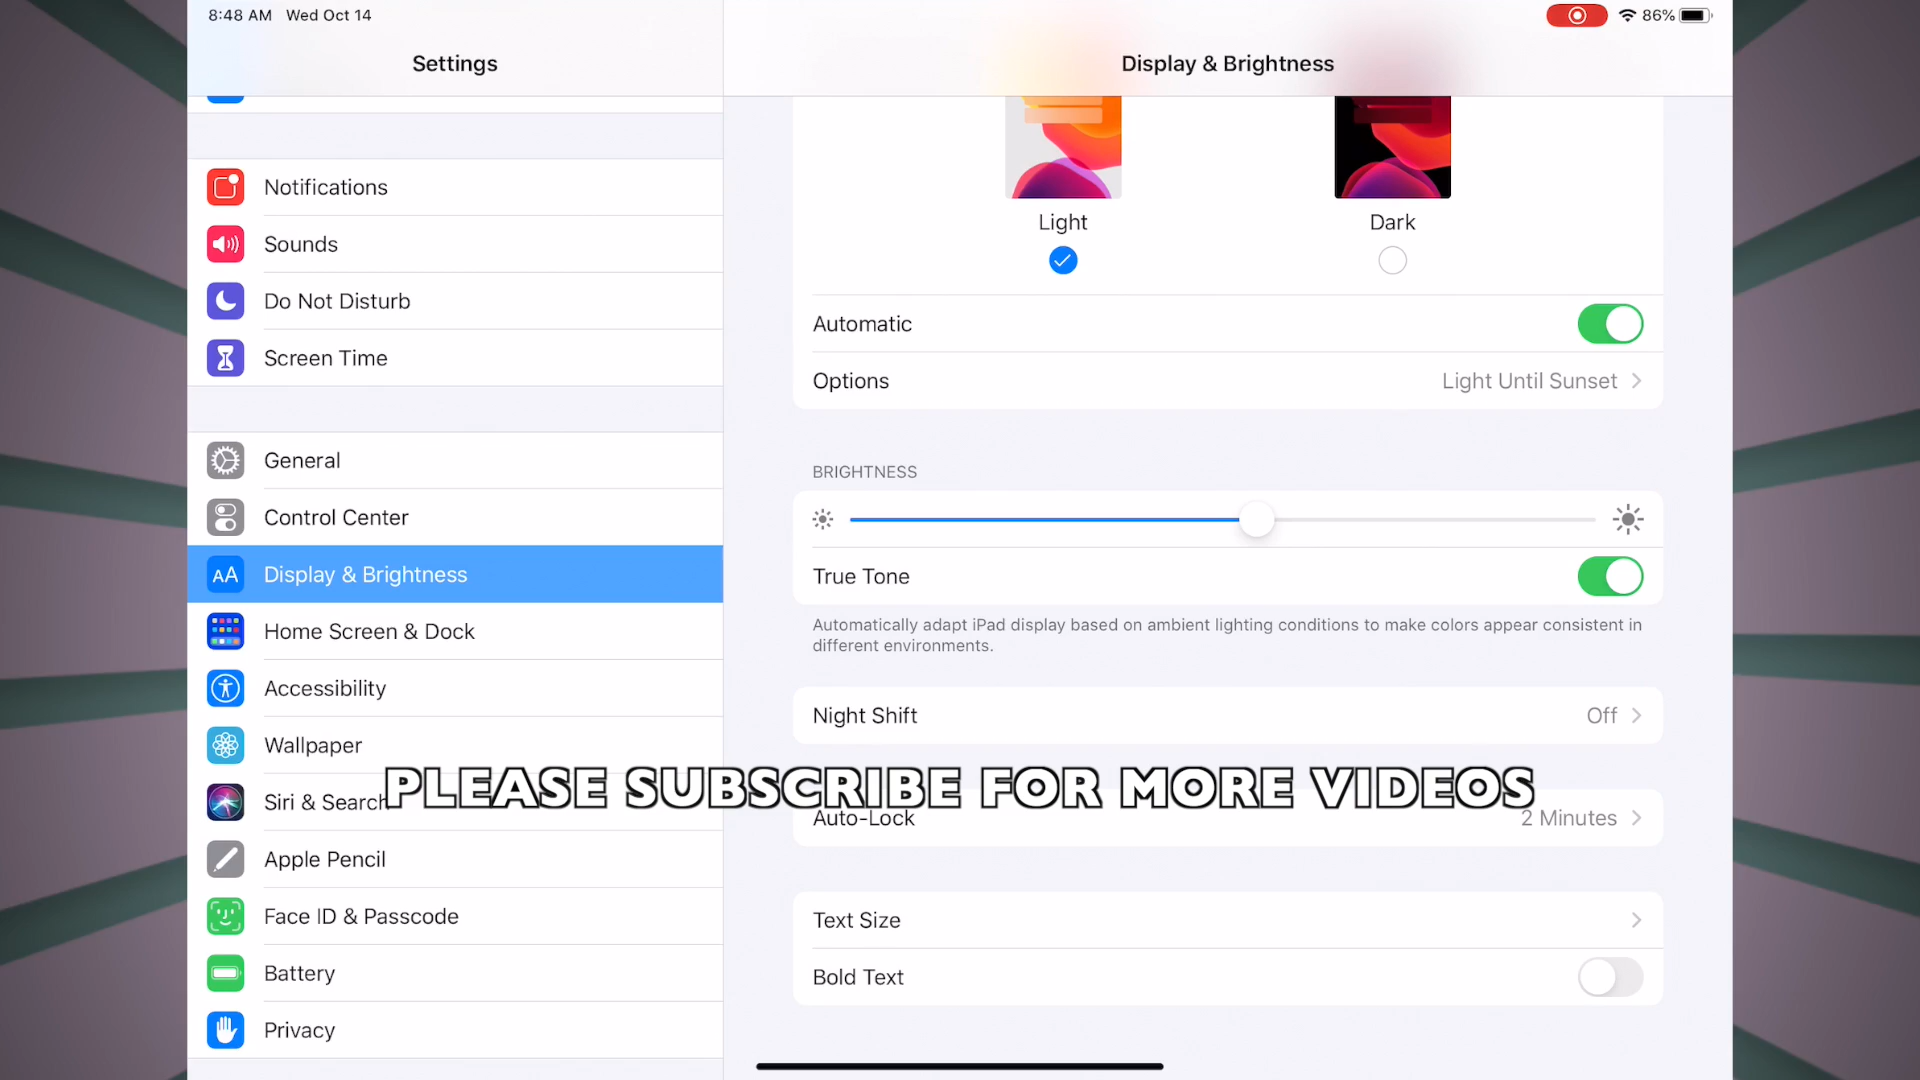 8:48 AM Wed Oct 14
86%
Settings
Display & Brightness
Notifications
Sounds
Do Not Disturb
Screen Time
General
Control Center
AA Display & Brightness
Home Screen & Dock
Accessibility
Wallpaper
Siri & Search
Apple Pencil
Face ID & Passcode
Battery
Privacy
Light
Dark
Automatic
Options Light Until Sunset
BRIGHTNESS
True Tone
Automatically adapt iPad display based on ambient lighting conditions to make colors appear consistent in
different environments.
Night Shift Off
PLEASE SUBSCRIBE FOR MORE VIDEOS
Auto-Lock 2 Minutes
Text Size
Bold Text